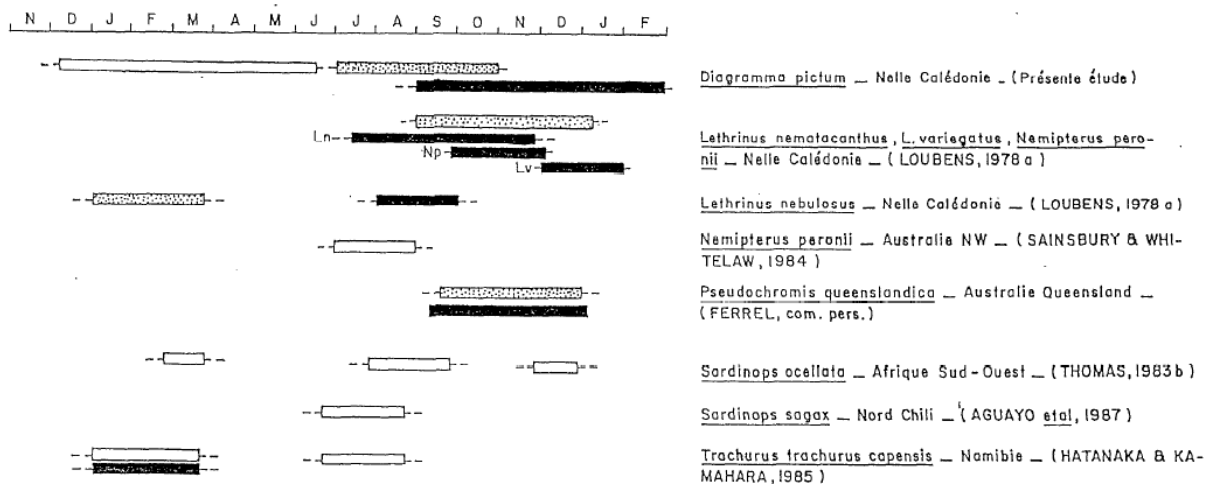 N D J F M A M J J A S O N D J F
Diagramma pictum _ Nelle Calédonie - (Présente étude)
Lethrinus nematacanthus, L. variegatus, Nemipterus pero-
nii _ Nelle Calédonie _ (LOUBENS, 1978 a)
Ln
Np
Lv
Lethrinus nebulosus _ Nelle Calédonie _ (LOUBENS, 1978 a)
Nemipterus peronii _ Australie NW _ (SAINSBURY & WHI-
TELAW, 1984)
Pseudochromis queenslandica _ Australie Queensland _
(FERREL, com. pers.)
Sardinops ocellata _ Afrique Sud-Ouest _ (THOMAS, 1983 b)
Sardinops sagax _ Nord Chili _ (AGUAYO etal, 1987)
Trachurus trachurus capensis _ Namibie _ (HATANAKA & KA-
MAHARA, 1985)